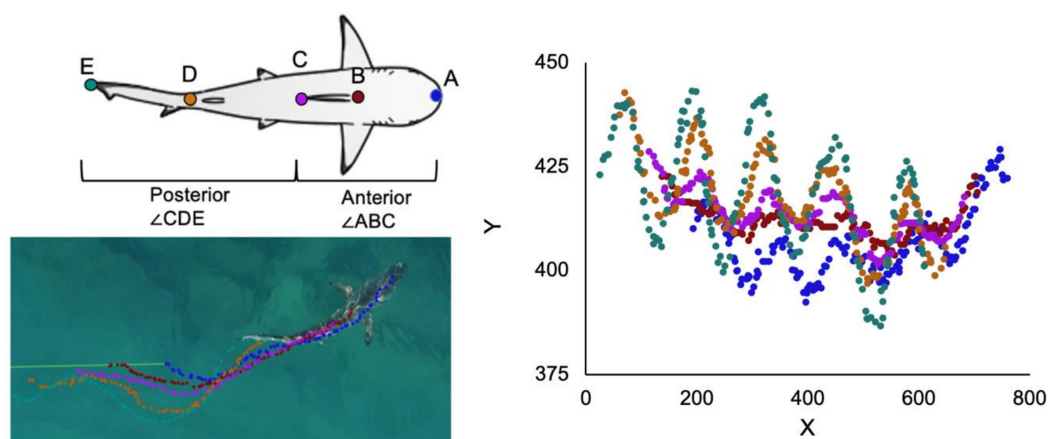 E
D
C
B
A
Posterior
∠CDE
Anterior
∠ABC
450
425
400
375
Y
0
200
400
600
800
X